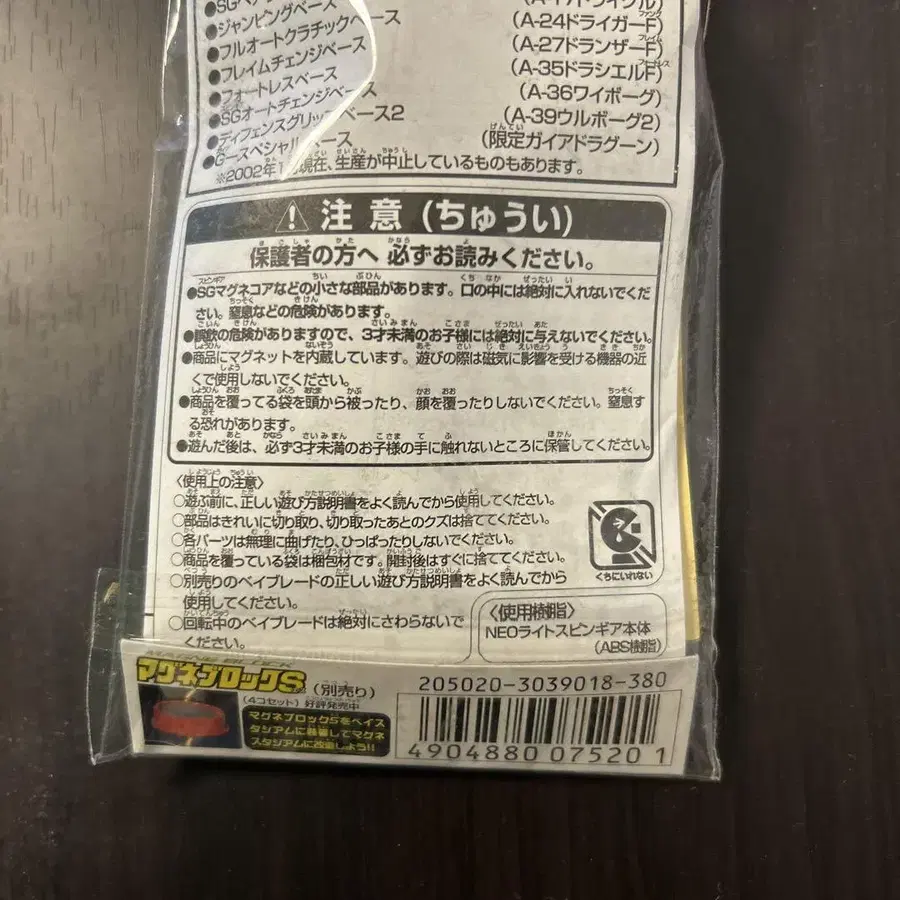 ジャンピングベース
フルオートクラチックベース (A-24ドライガーF)
フレイムチェンジベース (A-27ドランザーF)
フォートレスベース (A-35ドラシエルF)
SGオートチェンジベース (A-36ワイボーグ)
ディフェンスグリップベース2 (A-39ウルボーグ2)
G-スペシャルベース (限定ガイアドラグーン)
現在、生産が中止しているものもあります。
注意(ちゅうい)
保護者の方へ 必ずお読みください。
●SGマグネコアなどの小さな部品があります。口の中には絶対に入れないでくだ
さい。窒息などの危険があります。
●誤飲の危険がありますので、3才未満のお子様には絶対に与えないでください。
●商品にマグネットを内蔵しています。遊びの際は磁気に影響を受ける機器の近
くで使用しないでください。
●商品を覆ってる袋を頭から被ったり、顔を覆ったりしないでください。窒息す
る恐れがあります。
●遊んだ後は、必ず3才未満のお子様の手に触れないところに保管してください。
〈使用上の注意〉
○遊ぶ前に、正しい遊び方説明書をよく読んでから使用してください。
○部品はきれいに切り取り、切り取ったあとのクズは捨ててください。
○各パーツは無理に曲げたり、ひっぱったりしないでください。
○商品を覆っている袋は梱包材です。開封後はすぐに捨ててください。
○別売りのベイブレードの正しい遊び方説明書をよく読んでから
使用してください。
○回転中のベイブレードは絶対にさわらないで
ください。
くちにいれない
〈使用樹脂〉
NEOライトスピンギア本体
(ABS樹脂)
マグネブロックS (別売り)
(4コセット) 好評発売中
マグネブロックSをベイス
タジアムに装着してマグネ
スタジアムに改造しよう!!
205020-3039018-380
4904880 075201